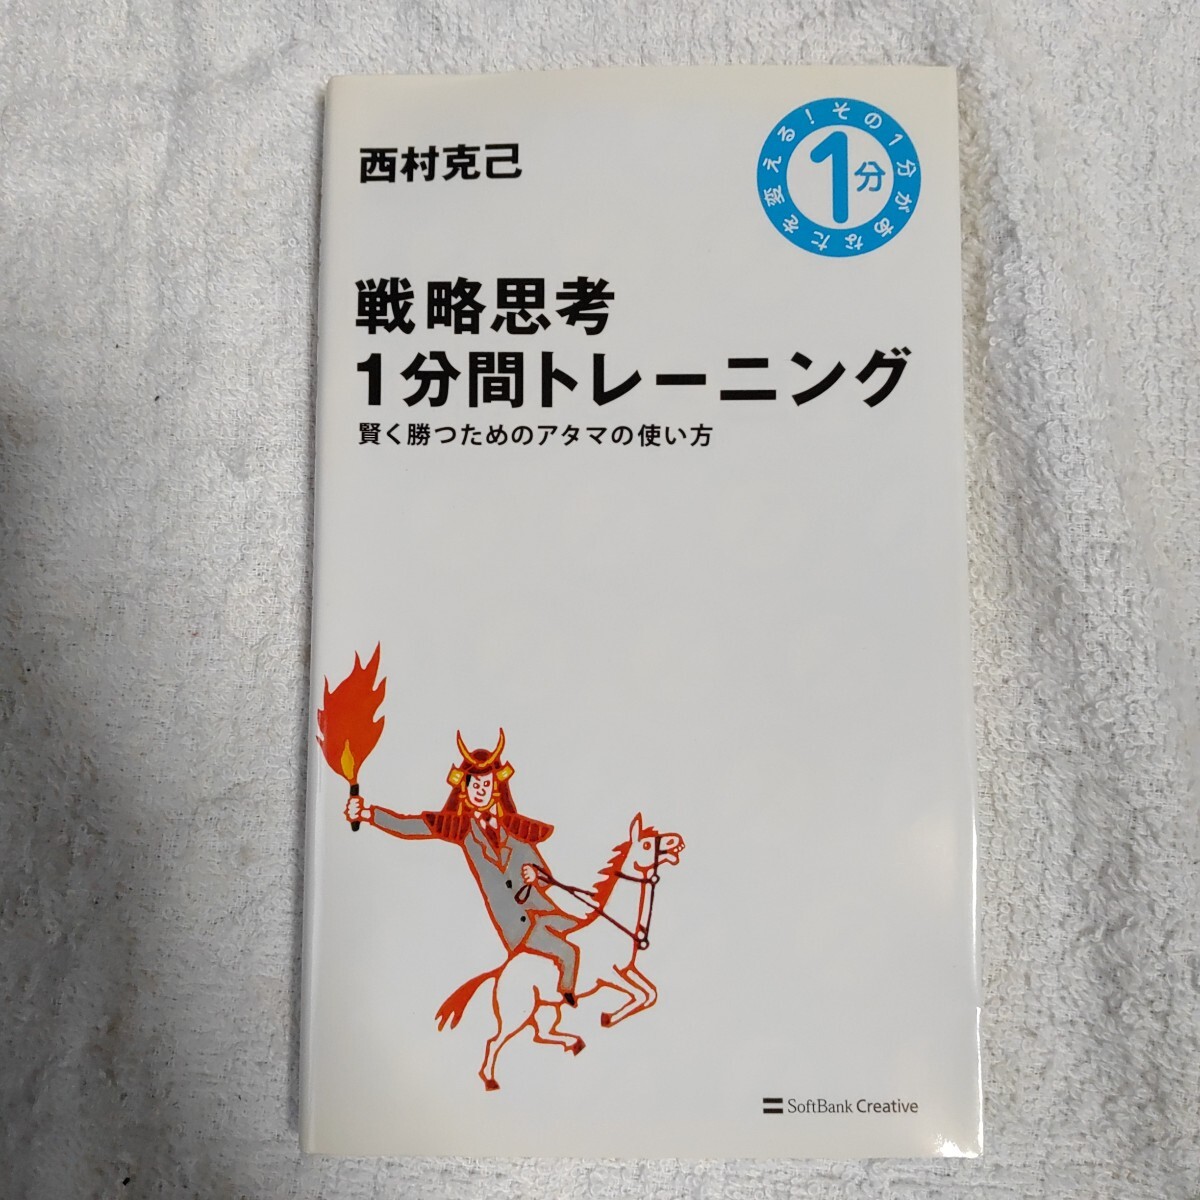 西村克己
その1分があなたを変える！
1分
戦略思考
1分間トレーニング
賢く勝つためのアタマの使い方
SoftBank Creative